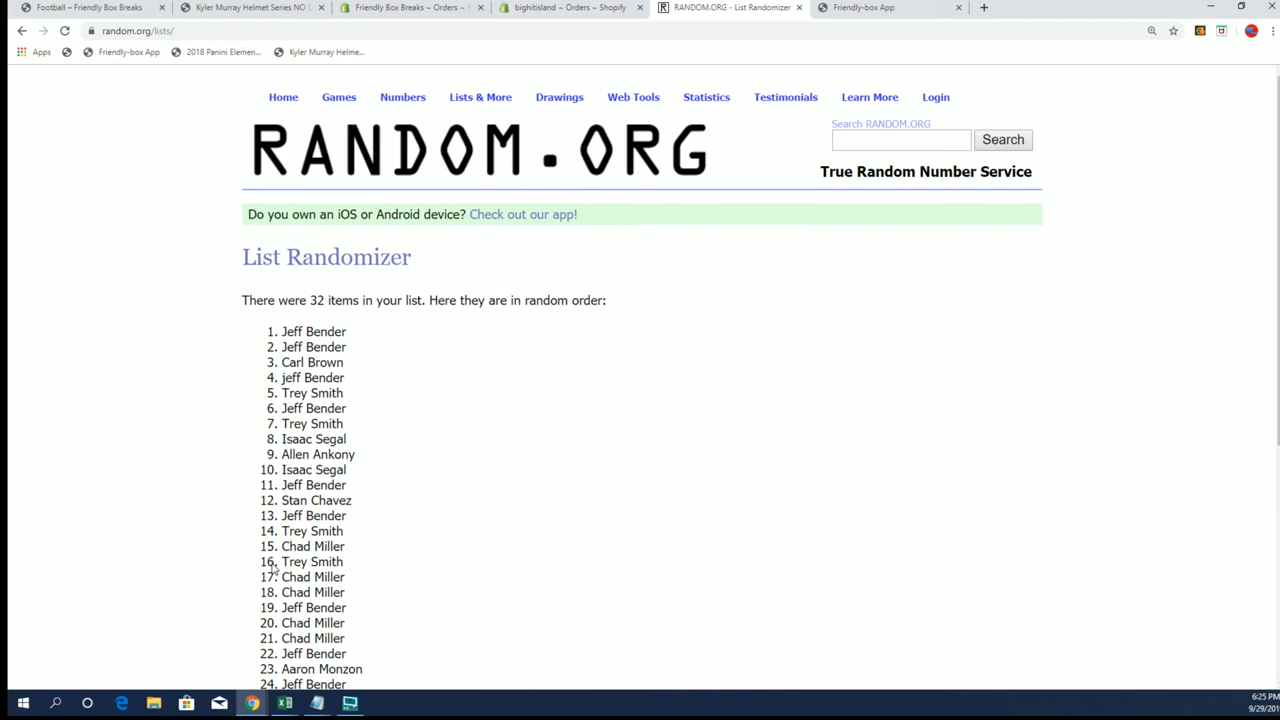 Football – Friendly Box Breaks
Kyler Murray Helmet Series NO D
Friendly Box Breaks ~ Orders ~ S
bighitisland ~ Orders ~ Shopify
RANDOM.ORG - List Randomizer
Friendly-box App
random.org/lists/
Apps
Friendly-box App
2018 Panini Elemen...
Kyler Murray Helme...
Home
Games
Numbers
Lists & More
Drawings
Web Tools
Statistics
Testimonials
Learn More
Login
RANDOM.ORG
Search RANDOM.ORG
Search
True Random Number Service
Do you own an iOS or Android device? Check out our app!
List Randomizer
There were 32 items in your list. Here they are in random order:
1. Jeff Bender
2. Jeff Bender
3. Carl Brown
4. jeff Bender
5. Trey Smith
6. Jeff Bender
7. Trey Smith
8. Isaac Segal
9. Allen Ankony
10. Isaac Segal
11. Jeff Bender
12. Stan Chavez
13. Jeff Bender
14. Trey Smith
15. Chad Miller
16. Trey Smith
17. Chad Miller
18. Chad Miller
19. Jeff Bender
20. Chad Miller
21. Chad Miller
22. Jeff Bender
23. Aaron Monzon
24. Jeff Bender
6:25 PM
9/29/201